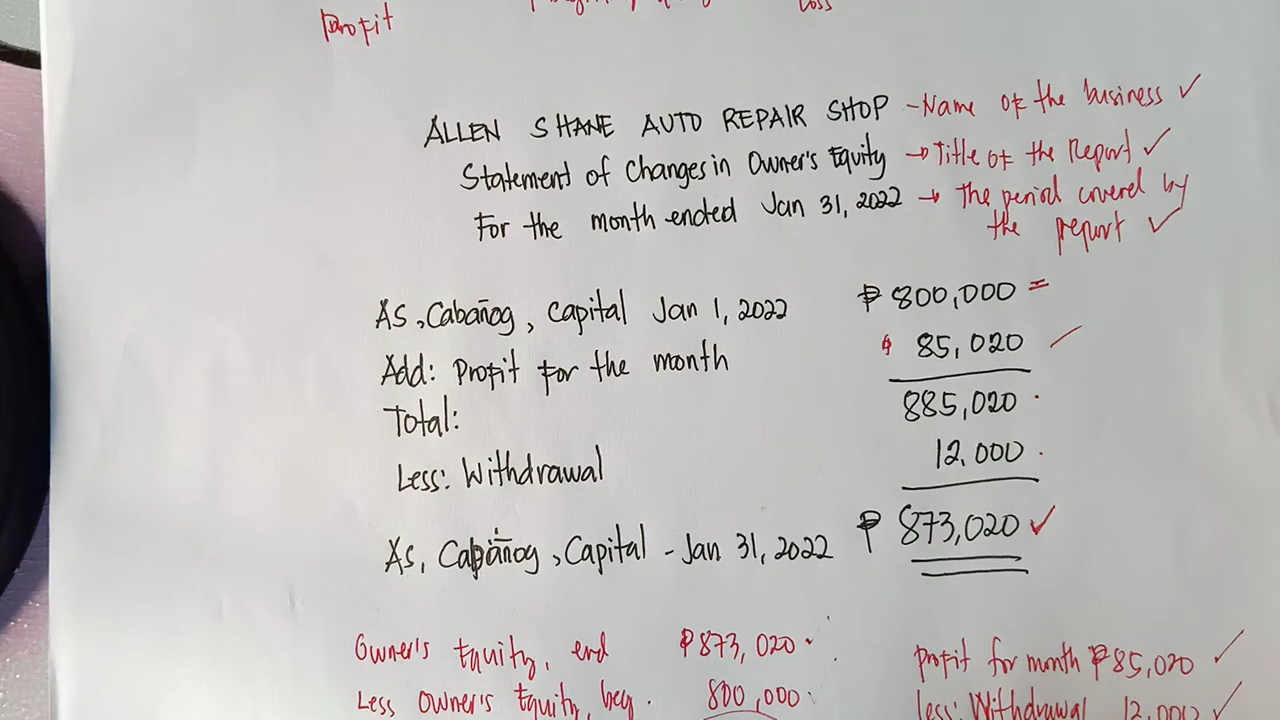 Profit
Loss
ALLEN SHANE AUTO REPAIR SHOP - Name of the business ✓
Statement of Changes in Owner's Equity → Title of the Report ✓
For the month ended Jan 31, 2022 → The period covered by
the report ✓
AS, Cabañog, Capital Jan 1, 2022 ₱ 800,000 =
Add: Profit for the month 85,020
Total: 885,020
Less: Withdrawal 12,000
As, Cabañog, Capital - Jan 31, 2022 ₱ 873,020 ✓
Owner's Equity, end ₱873,020
Less Owner's Equity, beg. 800,000
profit for month ₱85,020 ✓
less: Withdrawal 12,000 ✓